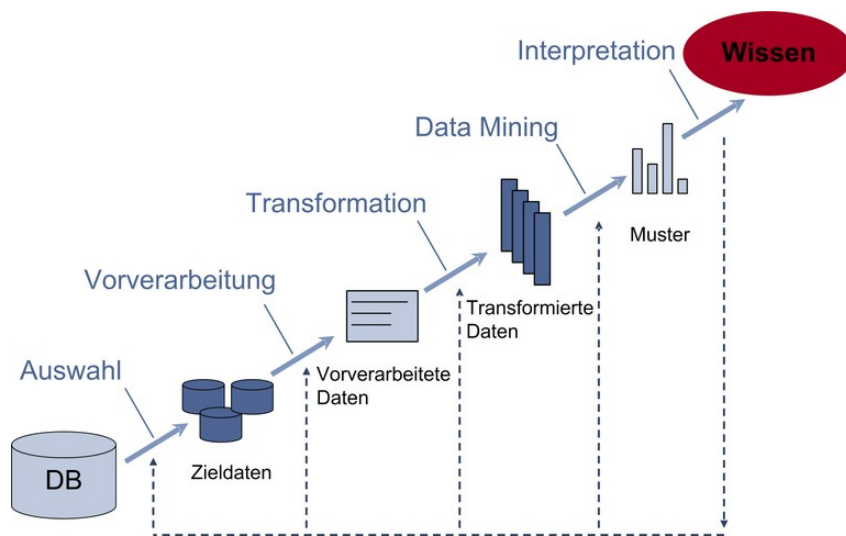 Interpretation
Wissen
Data Mining
Muster
Transformation
Transformierte
Daten
Vorverarbeitung
Vorverarbeitete
Daten
Auswahl
Zieldaten
DB